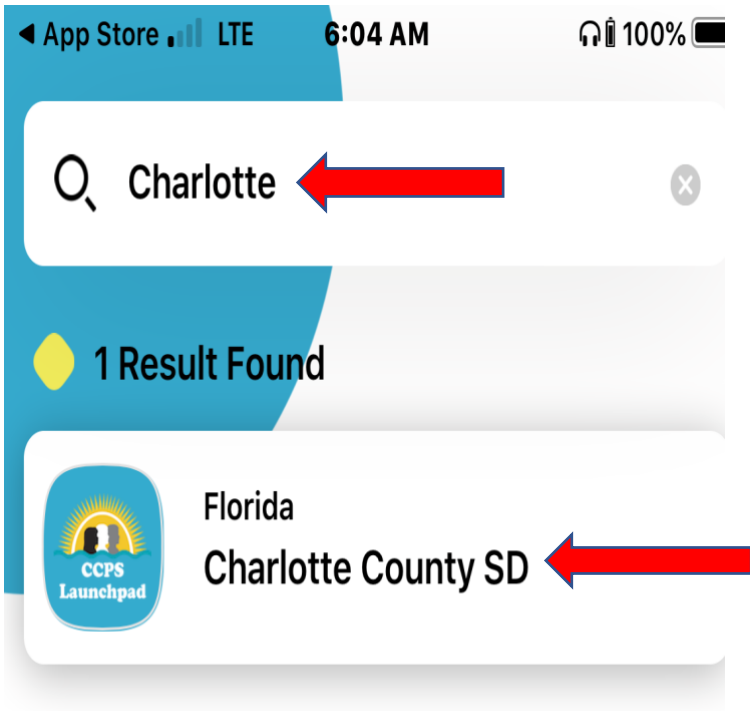 App Store LTE 6:04 AM 100%
Charlotte
1 Result Found
Florida
Charlotte County SD
CCPS
Launchpad